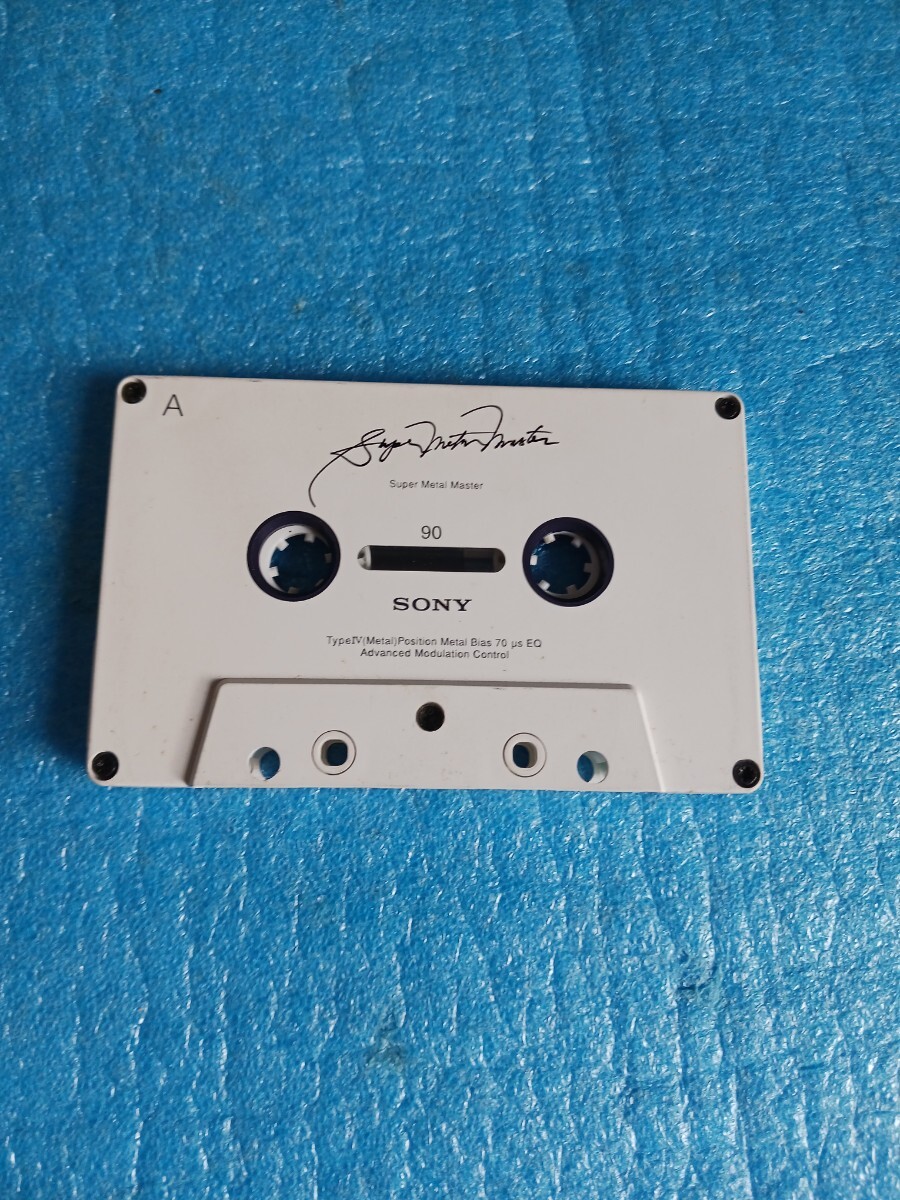 A
Super Metal Master
Super Metal Master
90
SONY
TypeⅣ(Metal)Position Metal Bias 70 µs EQ
Advanced Modulation Control